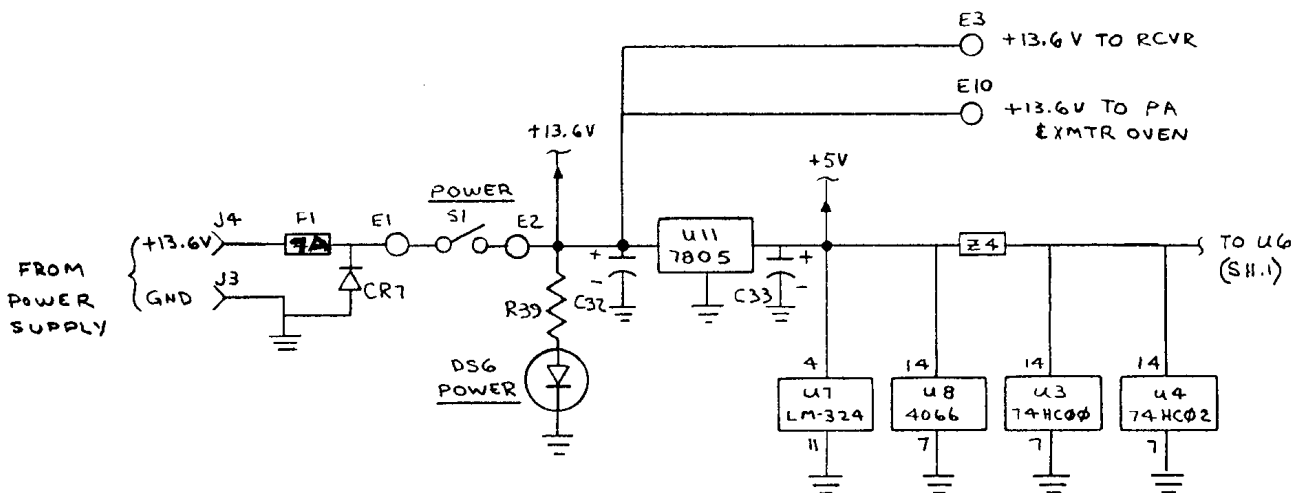 E3
+13.6 V TO RCVR
E10
+13.6V TO PA
& XMTR OVEN
+13.6V
+5V
POWER
J4
F1
E1
S1
E2
+13.6V
4A
U11
7805
Z4
TO U6
(SH.1)
FROM
POWER
SUPPLY
J3
GND
CR7
R39
C32
C33
+
-
+
-
DS6
POWER
4
14
14
14
U7
LM-324
U8
4066
U3
74HC00
U4
74HC02
11
7
7
7